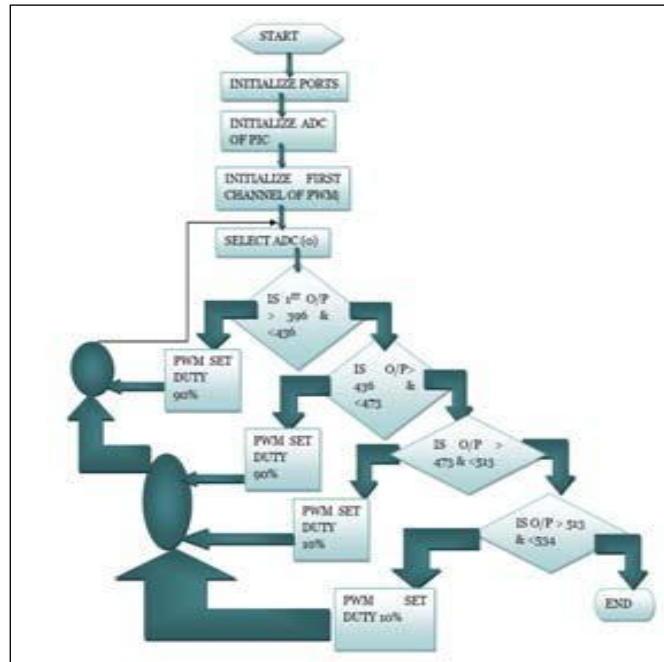 START
INITIALIZE PORTS
INITIALIZE ADC
OF PIC
INITIALIZE FIRST
CHANNEL OF PWM;
SELECT ADC (0)
IS 1ST O/P
> 396 &
<436
PWM SET
DUTY
90%
IS O/P>
436 &
<473
PWM SET
DUTY
90%
IS O/P >
473 & <513
PWM SET
DUTY
10%
IS O/P > 513
& <534
PWM SET
DUTY 10%
END